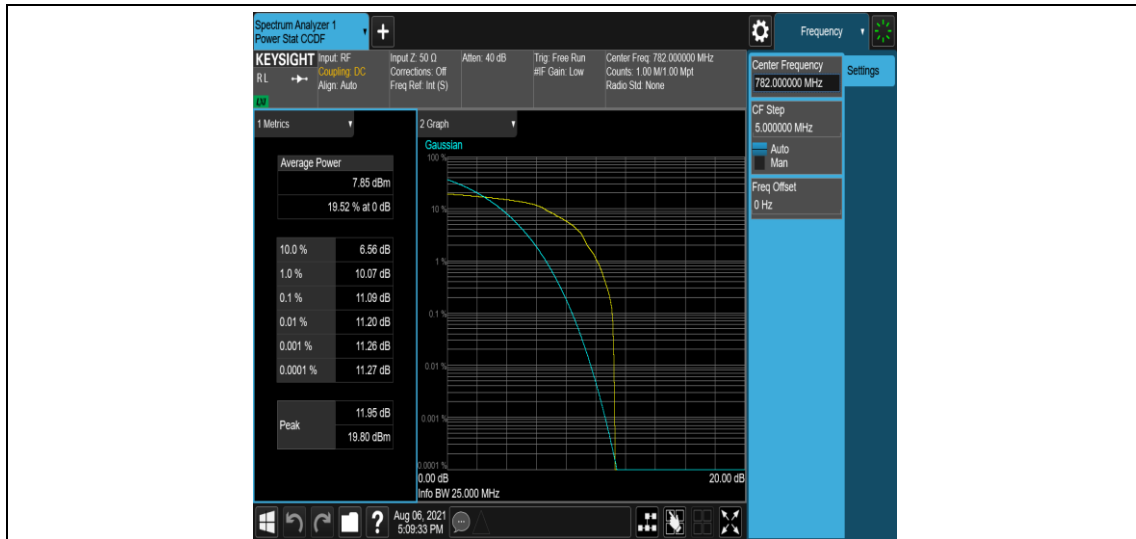 Spectrum Analyzer 1
Power Stat CCDF
+
Frequency
KEYSIGHT
RL
LXI
Input: RF
Coupling: DC
Align: Auto
Input Z: 50 Ω
Corrections: Off
Freq Ref: Int (S)
Atten: 40 dB
Trig: Free Run
#IF Gain: Low
Center Freq: 782.000000 MHz
Counts: 1.00 M/1.00 Mpt
Radio Std: None
Center Frequency
782.000000 MHz
Settings
CF Step
5.000000 MHz
Auto
Man
Freq Offset
0 Hz
1 Metrics
Average Power
7.85 dBm
19.52 % at 0 dB
10.0 % 6.56 dB
1.0 % 10.07 dB
0.1 % 11.09 dB
0.01 % 11.20 dB
0.001 % 11.26 dB
0.0001 % 11.27 dB
Peak
11.95 dB
19.80 dBm
2 Graph
Gaussian
100 %
10 %
1 %
0.1 %
0.01 %
0.001 %
0.0001 %
0.00 dB 20.00 dB
Info BW 25.000 MHz
?
Aug 06, 2021
5:09:33 PM